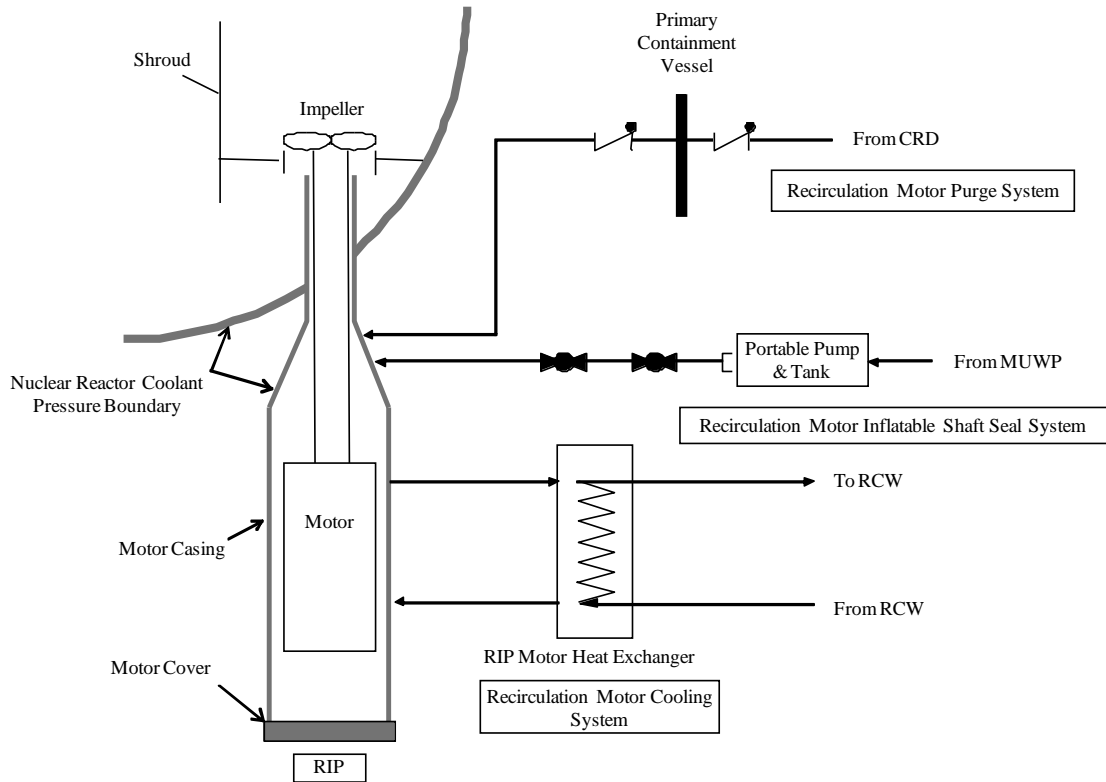 Primary
Containment
Vessel
Shroud
Impeller
From CRD
Recirculation Motor Purge System
Portable Pump
& Tank
From MUWP
Nuclear Reactor Coolant
Pressure Boundary
Recirculation Motor Inflatable Shaft Seal System
To RCW
Motor
Motor Casing
From RCW
RIP Motor Heat Exchanger
Motor Cover
Recirculation Motor Cooling
System
RIP